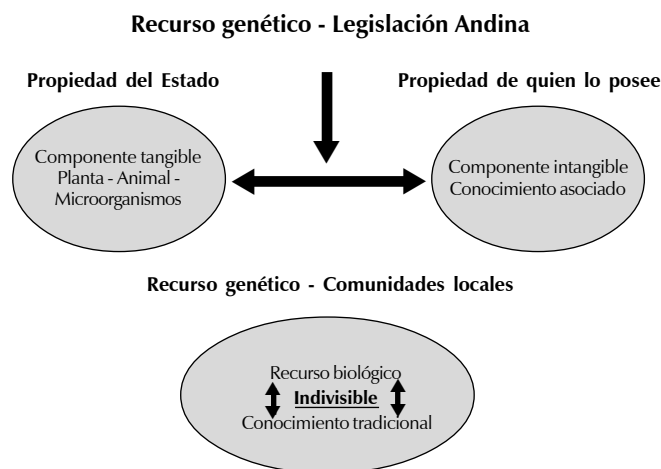 Recurso genético - Legislación Andina
Propiedad del Estado
Propiedad de quien lo posee
Componente tangible
Planta - Animal -
Microorganismos
Componente intangible
Conocimiento asociado
Recurso genético - Comunidades locales
Recurso biológico
Indivisible
Conocimiento tradicional